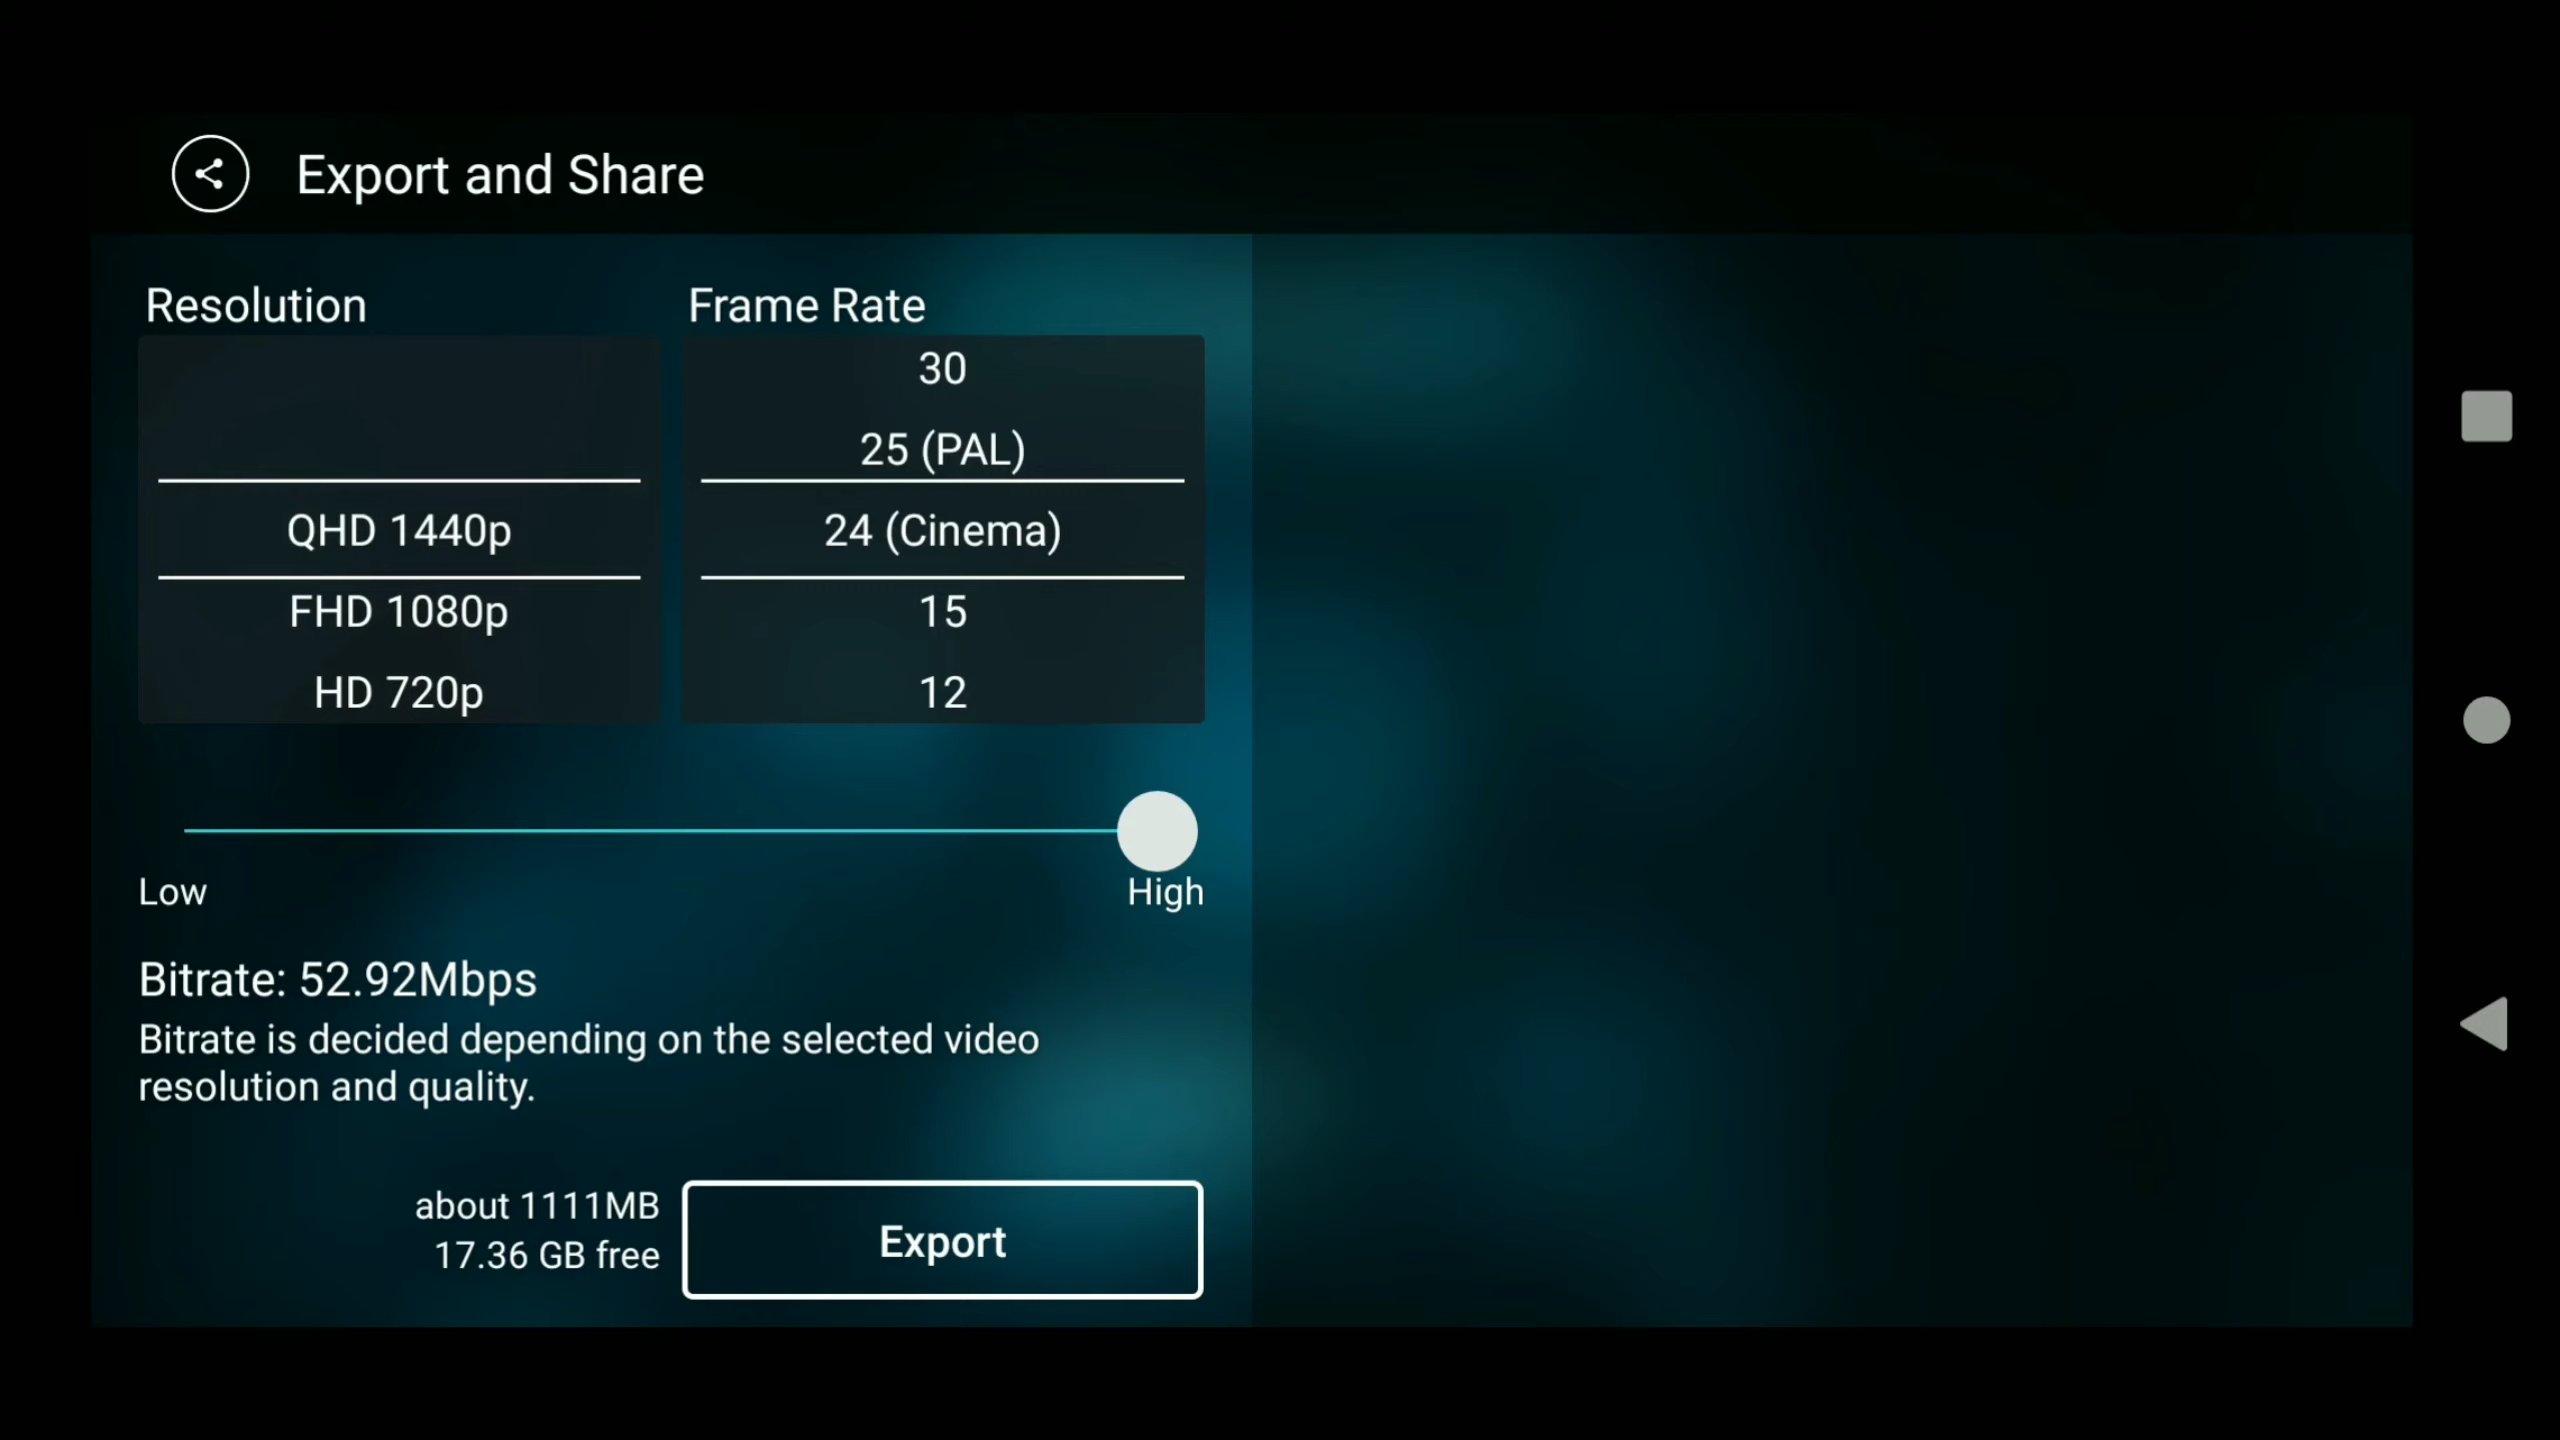 Export and Share
Resolution
Frame Rate
30
25 (PAL)
QHD 1440p
24 (Cinema)
FHD 1080p
15
HD 720p
12
Low
High
Bitrate: 52.92Mbps
Bitrate is decided depending on the selected video
resolution and quality.
about 1111MB
17.36 GB free
Export